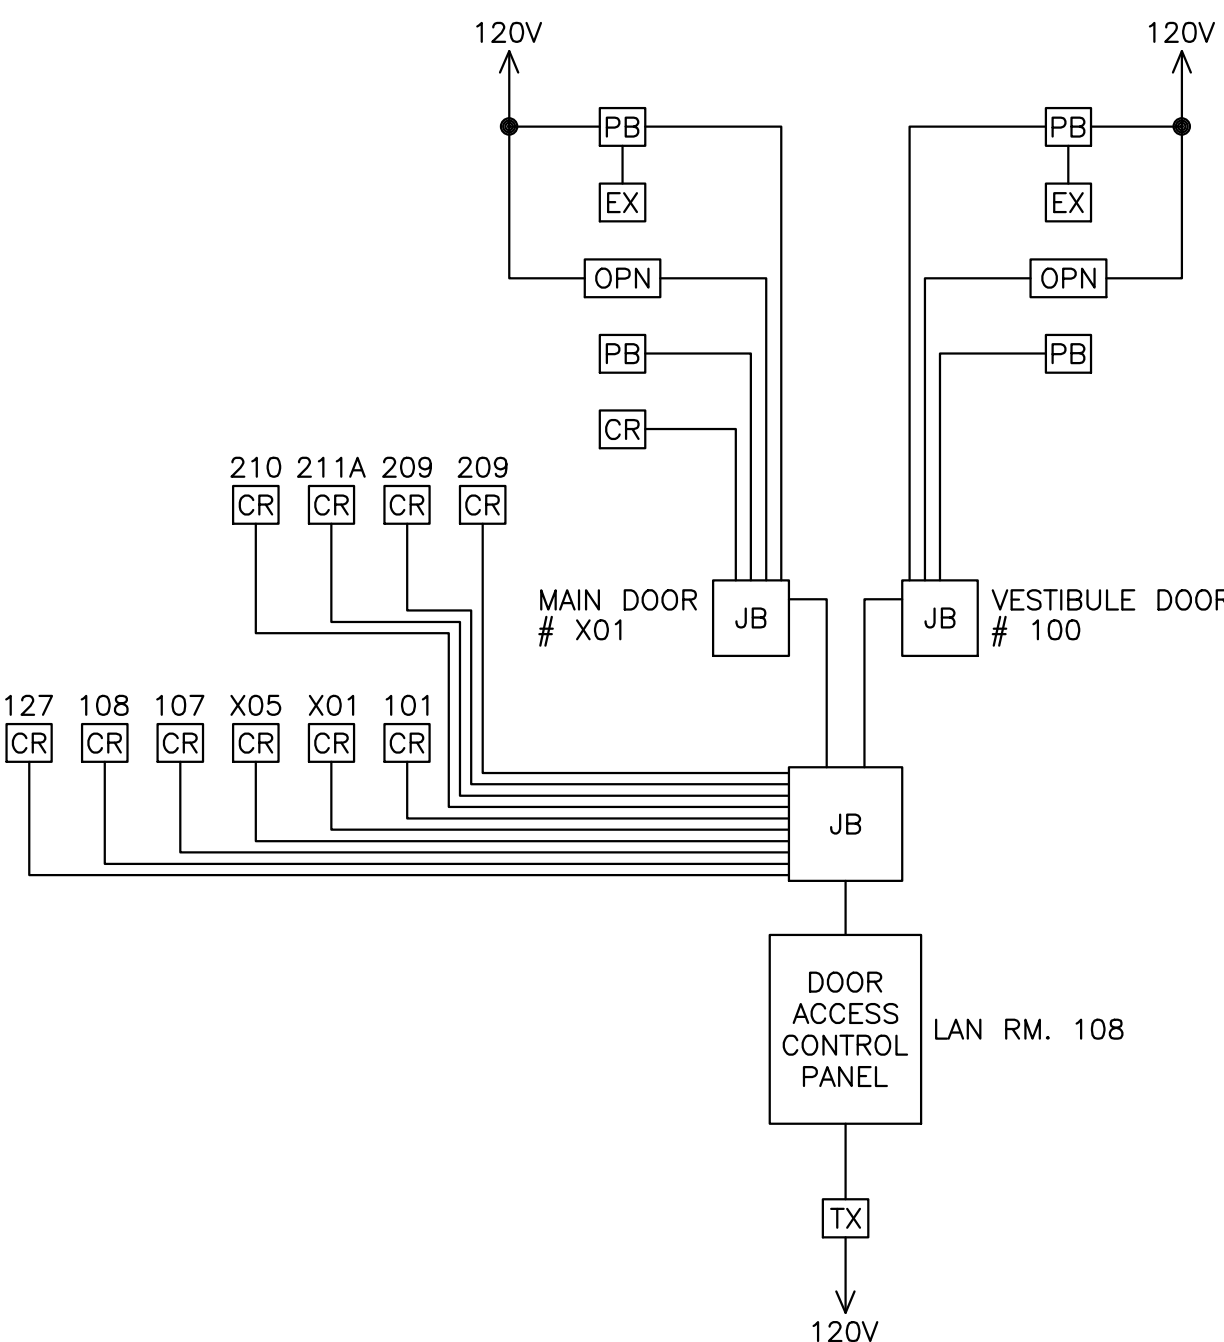 120V 120V
PB PB
EX EX
OPN OPN
PB PB
CR
210 211A 209 209
CR CR CR CR
MAIN DOOR
# X01
JB
JB
VESTIBULE DOOR
# 100
127 108 107 X05 X01 101
CR CR CR CR CR CR
JB
DOOR
ACCESS
CONTROL
PANEL
LAN RM. 108
TX
120V